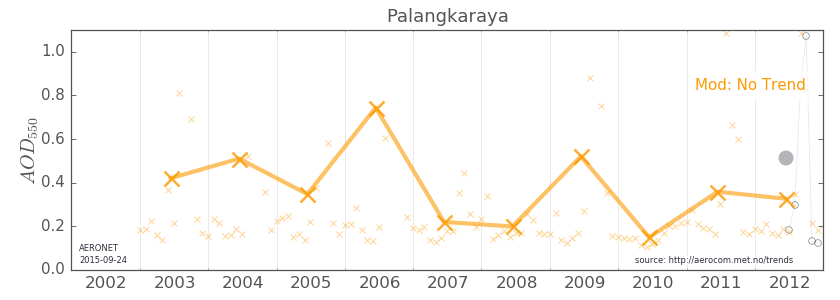 Palangkaraya
1.0
0.8
0.6
0.4
0.2
0.0
AOD550
Mod: No Trend
AERONET
2015-09-24
source: http://aerocom.met.no/trends
2002 2003 2004 2005 2006 2007 2008 2009 2010 2011 2012